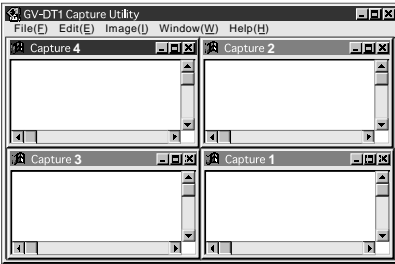 GV-DT1 Capture Utility
File(F) Edit(E) Image(I) Window(W) Help(H)
Capture 4
Capture 2
Capture 3
Capture 1